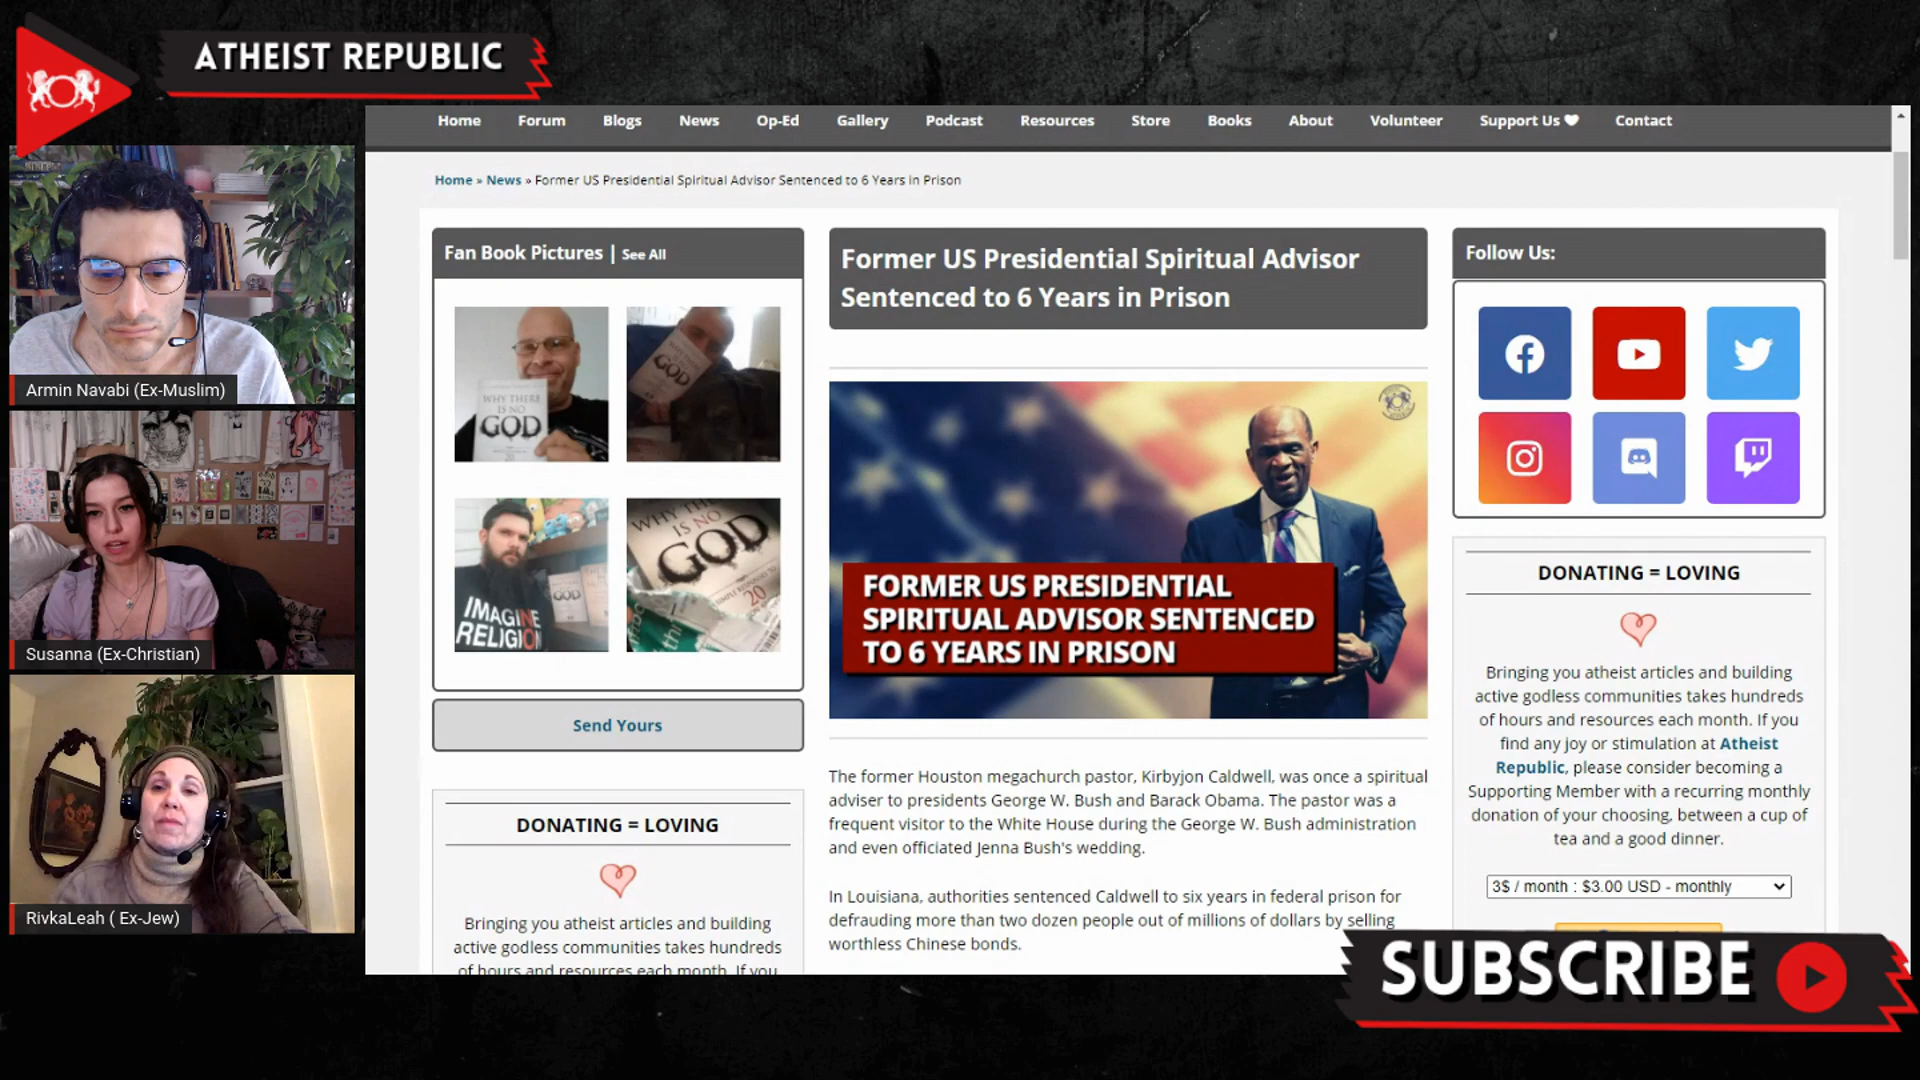 ATHEIST REPUBLIC
Home Forum Blogs News Op-Ed Gallery Podcast Resources Store Books About Volunteer Support Us Contact
Home » News » Former US Presidential Spiritual Advisor Sentenced to 6 Years in Prison
Armin Navabi (Ex-Muslim)
Susanna (Ex-Christian)
RivkaLeah ( Ex-Jew)
Fan Book Pictures | See All
WHY THERE
IS NO
GOD
GOD
IMAGINE
RELIGION
GOD
WHY TH
IS NO
GOD
20
Send Yours
DONATING = LOVING
Bringing you atheist articles and building
active godless communities takes hundreds
of hours and resources each month. If you
Former US Presidential Spiritual Advisor
Sentenced to 6 Years in Prison
FORMER US PRESIDENTIAL
SPIRITUAL ADVISOR SENTENCED
TO 6 YEARS IN PRISON
The former Houston megachurch pastor, Kirbyjon Caldwell, was once a spiritual
adviser to presidents George W. Bush and Barack Obama. The pastor was a
frequent visitor to the White House during the George W. Bush administration
and even officiated Jenna Bush's wedding.
In Louisiana, authorities sentenced Caldwell to six years in federal prison for
defrauding more than two dozen people out of millions of dollars by selling
worthless Chinese bonds.
Follow Us:
DONATING = LOVING
Bringing you atheist articles and building
active godless communities takes hundreds
of hours and resources each month. If you
find any joy or stimulation at Atheist
Republic, please consider becoming a
Supporting Member with a recurring monthly
donation of your choosing, between a cup of
tea and a good dinner.
3$ / month : $3.00 USD - monthly
SUBSCRIBE